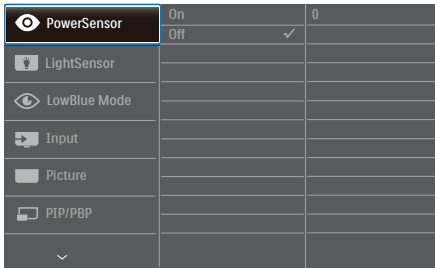 PowerSensor
On
0
Off
LightSensor
LowBlue Mode
Input
Picture
PIP/PBP